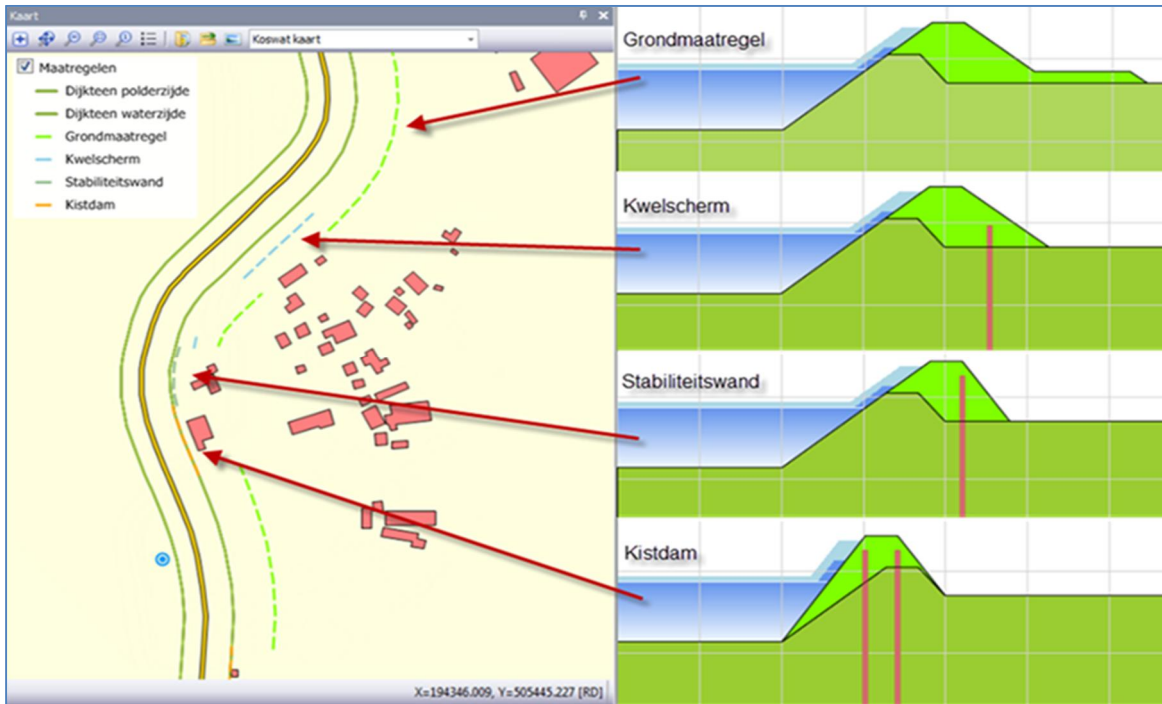 Kaart
Koswat kaart
Maatregelen
Dijkteen polderzijde
Dijkteen waterzijde
Grondmaatregel
Kwelscherm
Stabiliteitswand
Kistdam
X=194346.009, Y=505445.227 [RD]
Grondmaatregel
Kwelscherm
Stabiliteitswand
Kistdam